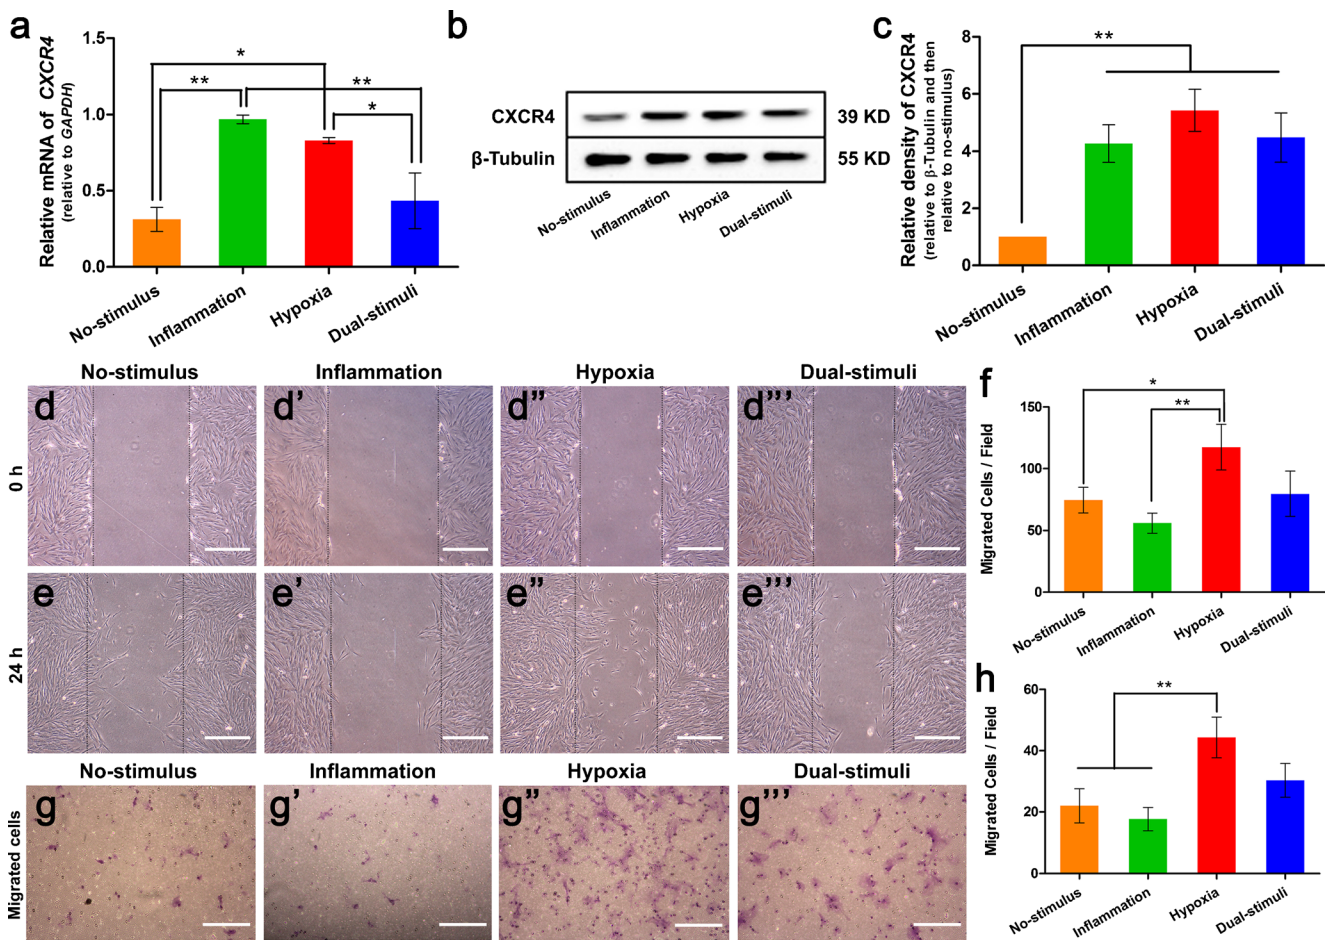 a
Relative mRNA of CXCR4
(relative to GAPDH)
1.5
1.0
0.5
0.0
*
**
**
*
No-stimulus
Inflammation
Hypoxia
Dual-stimuli
b
CXCR4
39 KD
β-Tubulin
55 KD
No-stimulus
Inflammation
Hypoxia
Dual-stimuli
c
Relative density of CXCR4
(relative to β-Tubulin and then
relative to no-stimulus)
8
6
4
2
0
**
No-stimulus
Inflammation
Hypoxia
Dual-stimuli
No-stimulus
Inflammation
Hypoxia
Dual-stimuli
0 h
d
d’
d’’
d’’’
24 h
e
e’
e’’
e’’’
f
Migrated Cells / Field
150
100
50
0
*
**
No-stimulus
Inflammation
Hypoxia
Dual-stimuli
No-stimulus
Inflammation
Hypoxia
Dual-stimuli
Migrated cells
g
g’
g’’
g’’’
h
Migrated Cells / Field
60
40
20
0
**
No-stimulus
Inflammation
Hypoxia
Dual-stimuli